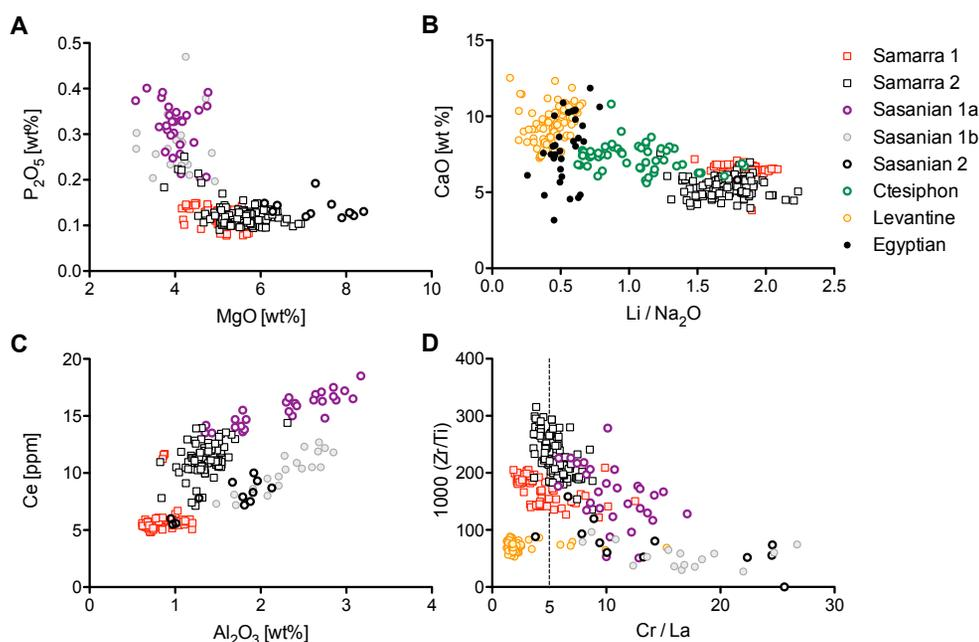 A
P₂O₅ [wt%]
0.5
0.4
0.3
0.2
0.1
0.0
2 4 6 8 10
MgO [wt%]
B
CaO [wt %]
15
10
5
0
0.0 0.5 1.0 1.5 2.0 2.5
Li / Na₂O
Samarra 1
Samarra 2
Sasanian 1a
Sasanian 1b
Sasanian 2
Ctesiphon
Levantine
Egyptian
C
Ce [ppm]
20
15
10
5
0
0 1 2 3 4
Al₂O₃ [wt%]
D
1000 (Zr/Ti)
400
300
200
100
0
0 5 10 20 30
Cr / La